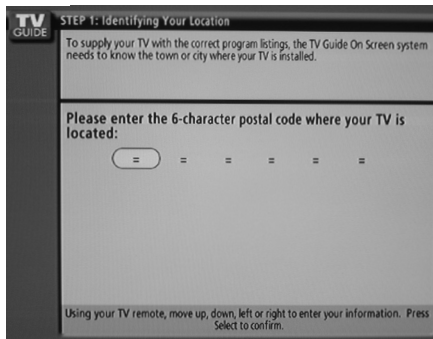 TV
GUIDE
STEP 1: Identifying Your Location
To supply your TV with the correct program listings, the TV Guide On Screen system
needs to know the town or city where your TV is installed.
Please enter the 6-character postal code where your TV is
located:
= = = = = =
Using your TV remote, move up, down, left or right to enter your information. Press
Select to confirm.